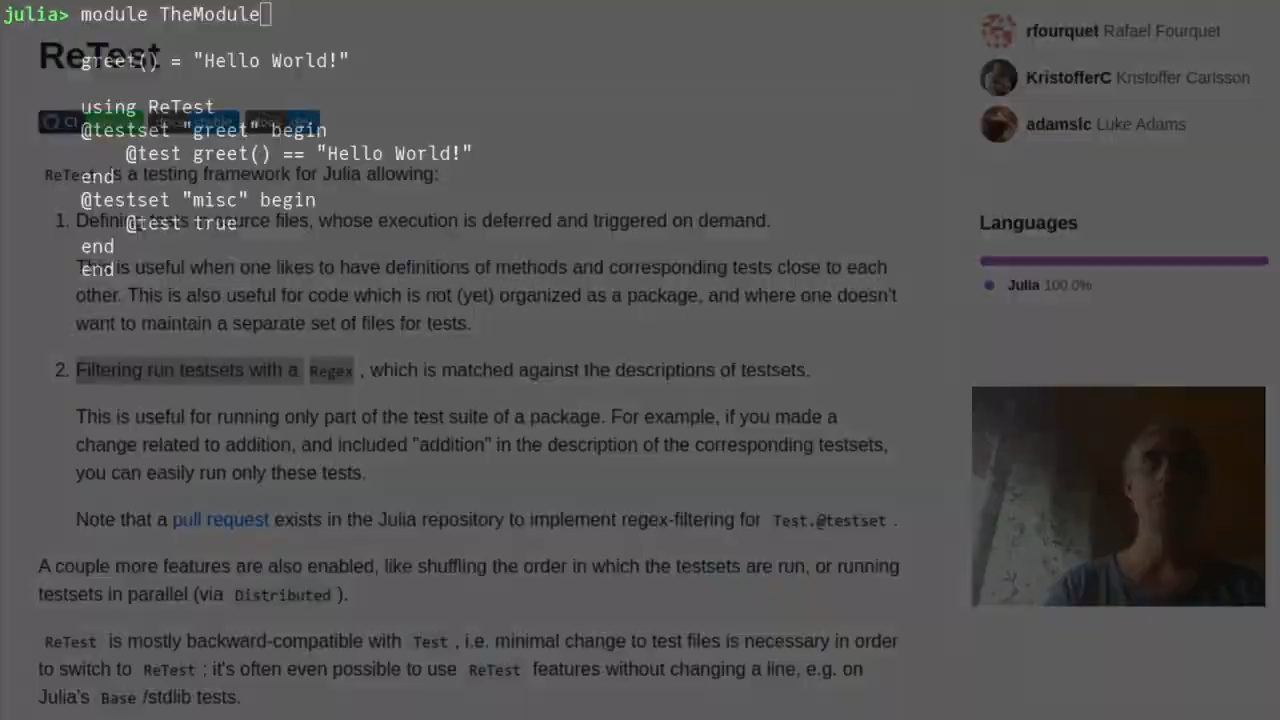 julia> module TheModule
ReTest
greet() = "Hello World!"
using ReTest
@testset "greet" begin
@test greet() == "Hello World!"
end
@testset "misc" begin
@test true
end
end
CI
ReTest is a testing framework for Julia allowing:
1. Defining tests in source files, whose execution is deferred and triggered on demand.
This is useful when one likes to have definitions of methods and corresponding tests close to each
other. This is also useful for code which is not (yet) organized as a package, and where one doesn't
want to maintain a separate set of files for tests.
2. Filtering run testsets with a Regex , which is matched against the descriptions of testsets.
This is useful for running only part of the test suite of a package. For example, if you made a
change related to addition, and included "addition" in the description of the corresponding testsets,
you can easily run only these tests.
Note that a pull request exists in the Julia repository to implement regex-filtering for Test.@testset .
A couple more features are also enabled, like shuffling the order in which the testsets are run, or running
testsets in parallel (via Distributed ).
ReTest is mostly backward-compatible with Test , i.e. minimal change to test files is necessary in order
to switch to ReTest ; it's often even possible to use ReTest features without changing a line, e.g. on
Julia's Base /stdlib tests.
rfourquet Rafael Fourquet
KristofferC Kristoffer Carlsson
adamslc Luke Adams
Languages
Julia 100.0%